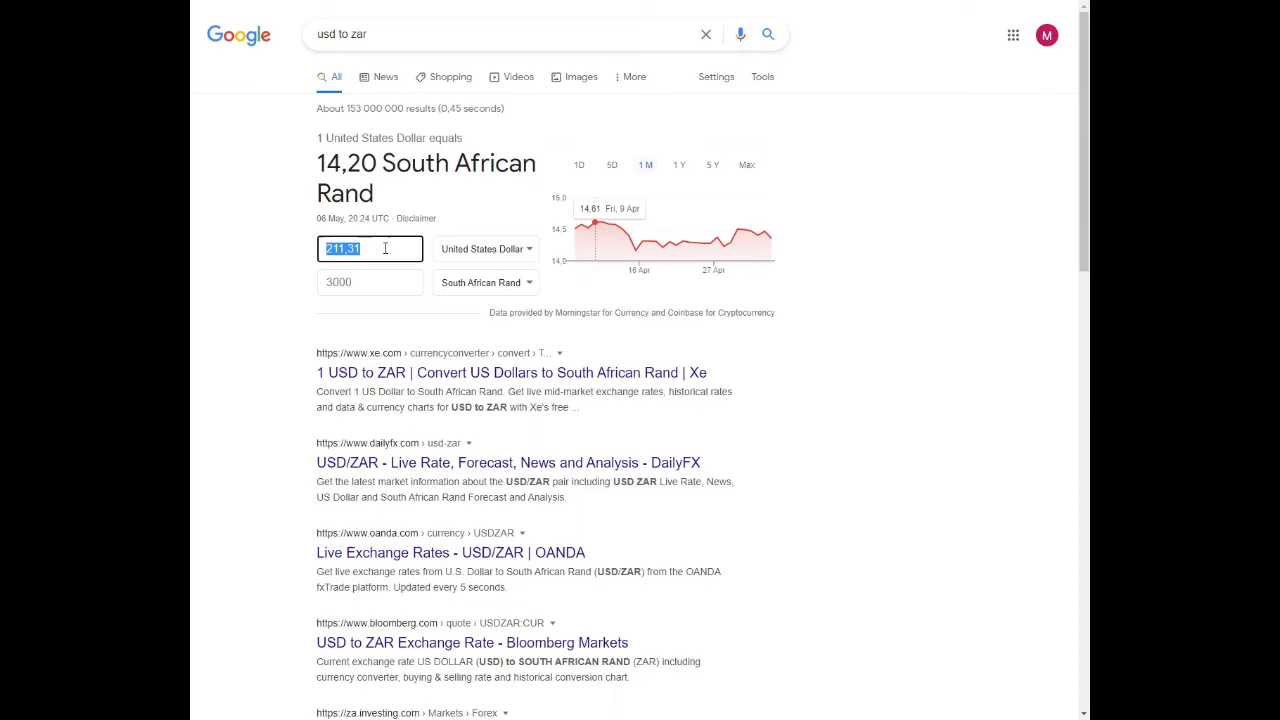 Google
usd to zar
M
All
News
Shopping
Videos
Images
More
Settings
Tools
About 153 000 000 results (0,45 seconds)
1 United States Dollar equals
14,20 South African
Rand
06 May, 20:24 UTC · Disclaimer
211,31
United States Dollar
3000
South African Rand
1D
5D
1 M
1 Y
5 Y
Max
15,0
14,61 Fri, 9 Apr
14,5
14,0
16 Apr
27 Apr
Data provided by Morningstar for Currency and Coinbase for Cryptocurrency
https://www.xe.com › currencyconverter › convert › T...
1 USD to ZAR | Convert US Dollars to South African Rand | Xe
Convert 1 US Dollar to South African Rand. Get live mid-market exchange rates, historical rates
and data & currency charts for USD to ZAR with Xe's free ...
https://www.dailyfx.com › usd-zar
USD/ZAR - Live Rate, Forecast, News and Analysis - DailyFX
Get the latest market information about the USD/ZAR pair including USD ZAR Live Rate, News,
US Dollar and South African Rand Forecast and Analysis.
https://www.oanda.com › currency › USDZAR
Live Exchange Rates - USD/ZAR | OANDA
Get live exchange rates from U.S. Dollar to South African Rand (USD/ZAR) from the OANDA
fxTrade platform. Updated every 5 seconds.
https://www.bloomberg.com › quote › USDZAR:CUR
USD to ZAR Exchange Rate - Bloomberg Markets
Current exchange rate US DOLLAR (USD) to SOUTH AFRICAN RAND (ZAR) including
currency converter, buying & selling rate and historical conversion chart.
https://za.investing.com › Markets › Forex